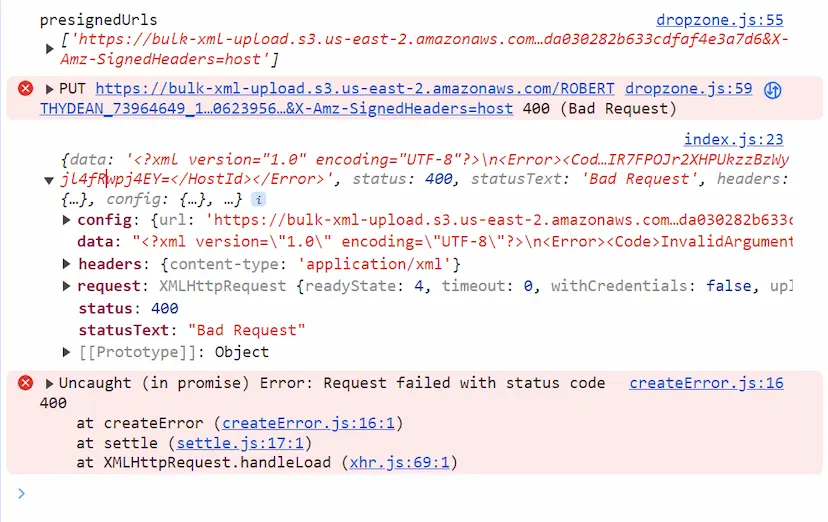 presignedUrls dropzone.js:55
['https://bulk-xml-upload.s3.us-east-2.amazonaws.com…da030282b633cdfaf4e3a7d6&X-
Amz-SignedHeaders=host']
PUT https://bulk-xml-upload.s3.us-east-2.amazonaws.com/ROBERT dropzone.js:59
THYDEAN_73964649_1…0623956…&X-Amz-SignedHeaders=host 400 (Bad Request)
index.js:23
{data: '<?xml version="1.0" encoding="UTF-8"?>\n<Error><Cod…IR7FPOJr2XHPUkzzBzWy
jl4fRwpj4EY=</HostId></Error>', status: 400, statusText: 'Bad Request', headers:
{…}, config: {…}, …} i
config: {url: 'https://bulk-xml-upload.s3.us-east-2.amazonaws.com…da030282b633c
data: "<?xml version=\"1.0\" encoding=\"UTF-8\"?>\n<Error><Code>InvalidArgument
headers: {content-type: 'application/xml'}
request: XMLHttpRequest {readyState: 4, timeout: 0, withCredentials: false, upl
status: 400
statusText: "Bad Request"
[[Prototype]]: Object
Uncaught (in promise) Error: Request failed with status code createError.js:16
400
at createError (createError.js:16:1)
at settle (settle.js:17:1)
at XMLHttpRequest.handleLoad (xhr.js:69:1)